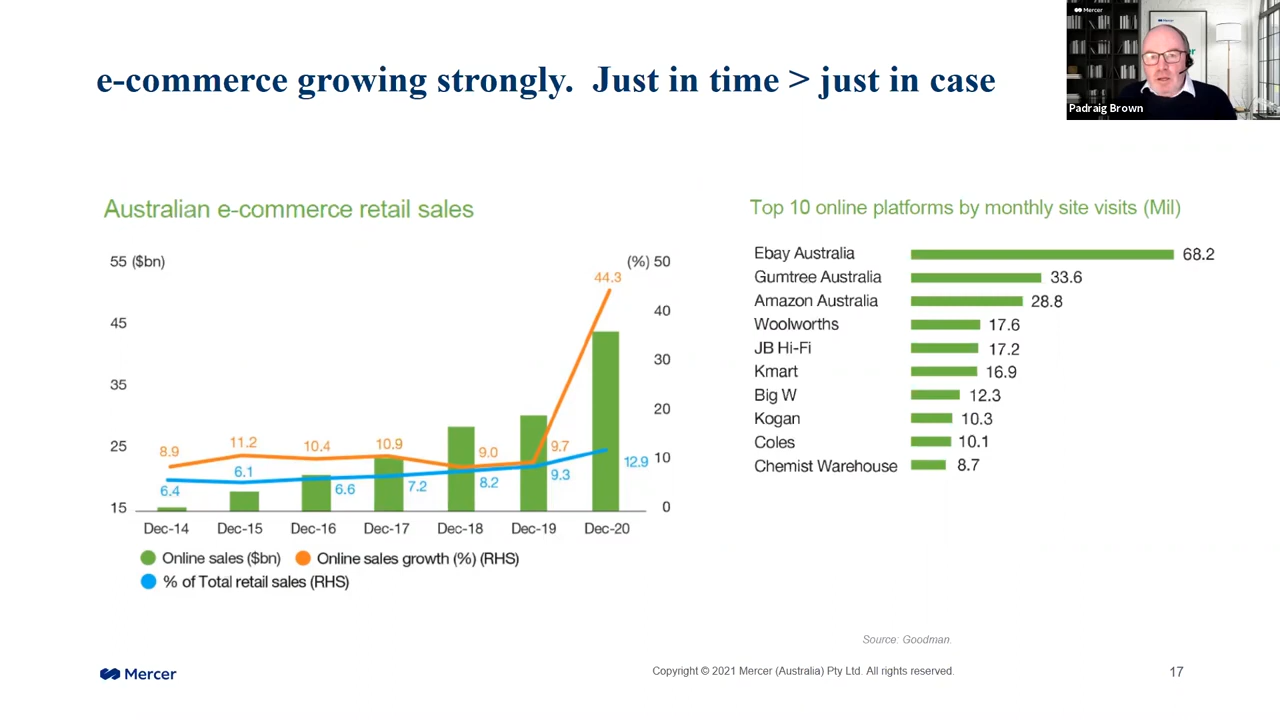 Mercer
Padraig Brown
e-commerce growing strongly.  Just in time > just in case
Australian e-commerce retail sales
55 ($bn)
(%) 50
45
40
35
30
25
20
15
10
0
44.3
8.9
11.2
10.4
10.9
9.0
9.7
6.4
6.1
6.6
7.2
8.2
9.3
12.9
Dec-14 Dec-15 Dec-16 Dec-17 Dec-18 Dec-19 Dec-20
Online sales ($bn) Online sales growth (%) (RHS)
% of Total retail sales (RHS)
Top 10 online platforms by monthly site visits (Mil)
Ebay Australia 68.2
Gumtree Australia 33.6
Amazon Australia 28.8
Woolworths 17.6
JB Hi-Fi 17.2
Kmart 16.9
Big W 12.3
Kogan 10.3
Coles 10.1
Chemist Warehouse 8.7
Source: Goodman.
Mercer
Copyright © 2021 Mercer (Australia) Pty Ltd. All rights reserved.
17